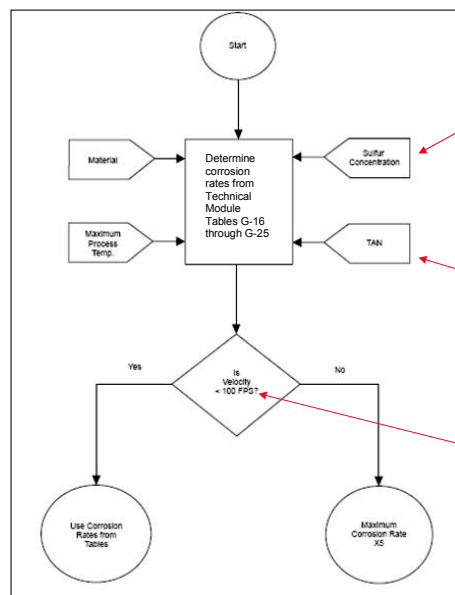 Start
Material
Maximum
Process
Temp.
Determine
corrosion
rates from
Technical
Module
Tables G-16
through G-25
Sulfur
Concentration
TAN
Yes
Is
Velocity
< 100 FPS?
No
Use Corrosion
Rates from
Tables
Maximum
Corrosion Rate
X5